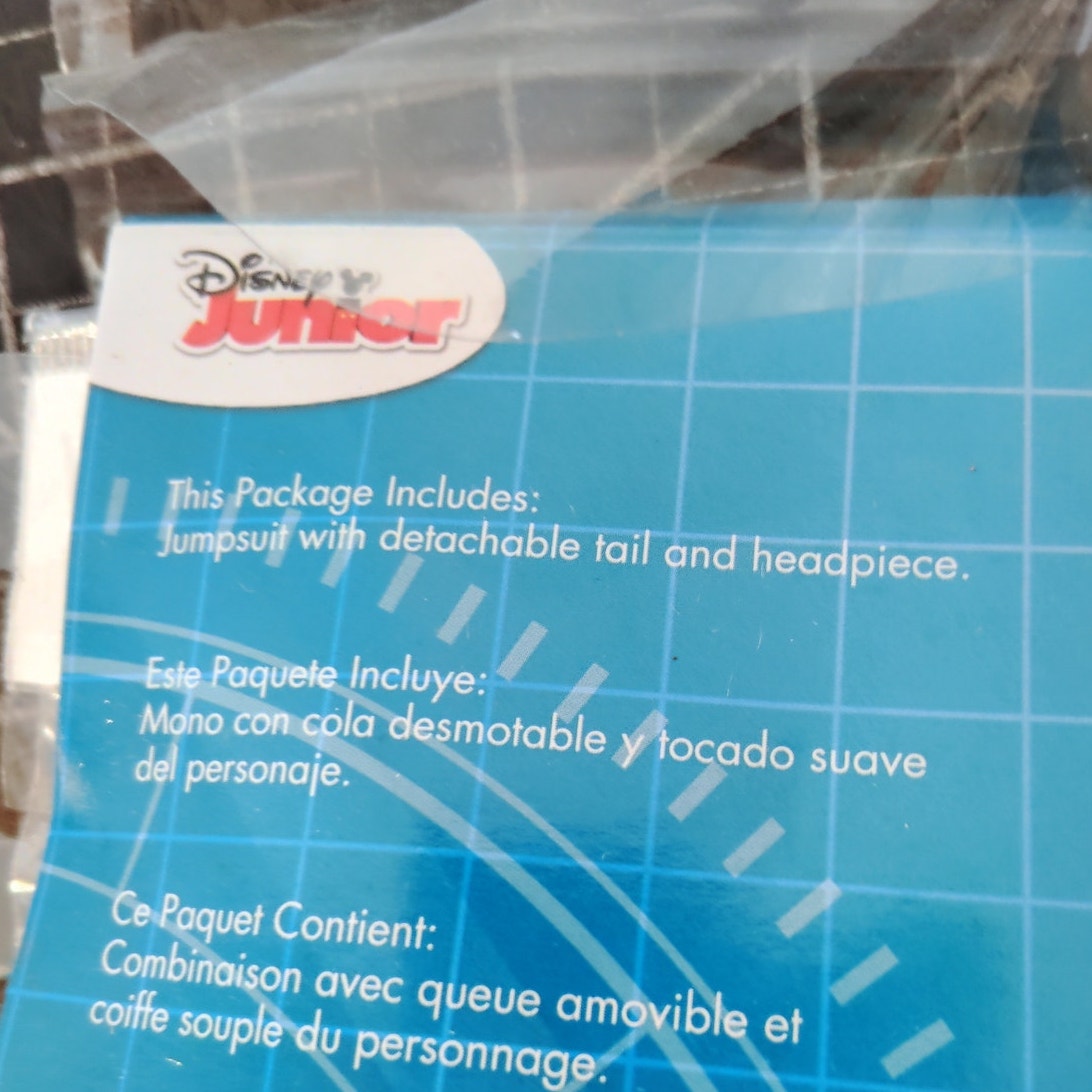 Disney
Junior
This Package Includes:
Jumpsuit with detachable tail and headpiece.
Este Paquete Incluye:
Mono con cola desmotable y tocado suave
del personaje.
Ce Paquet Contient:
Combinaison avec queue amovible et
coiffe souple du personnage.